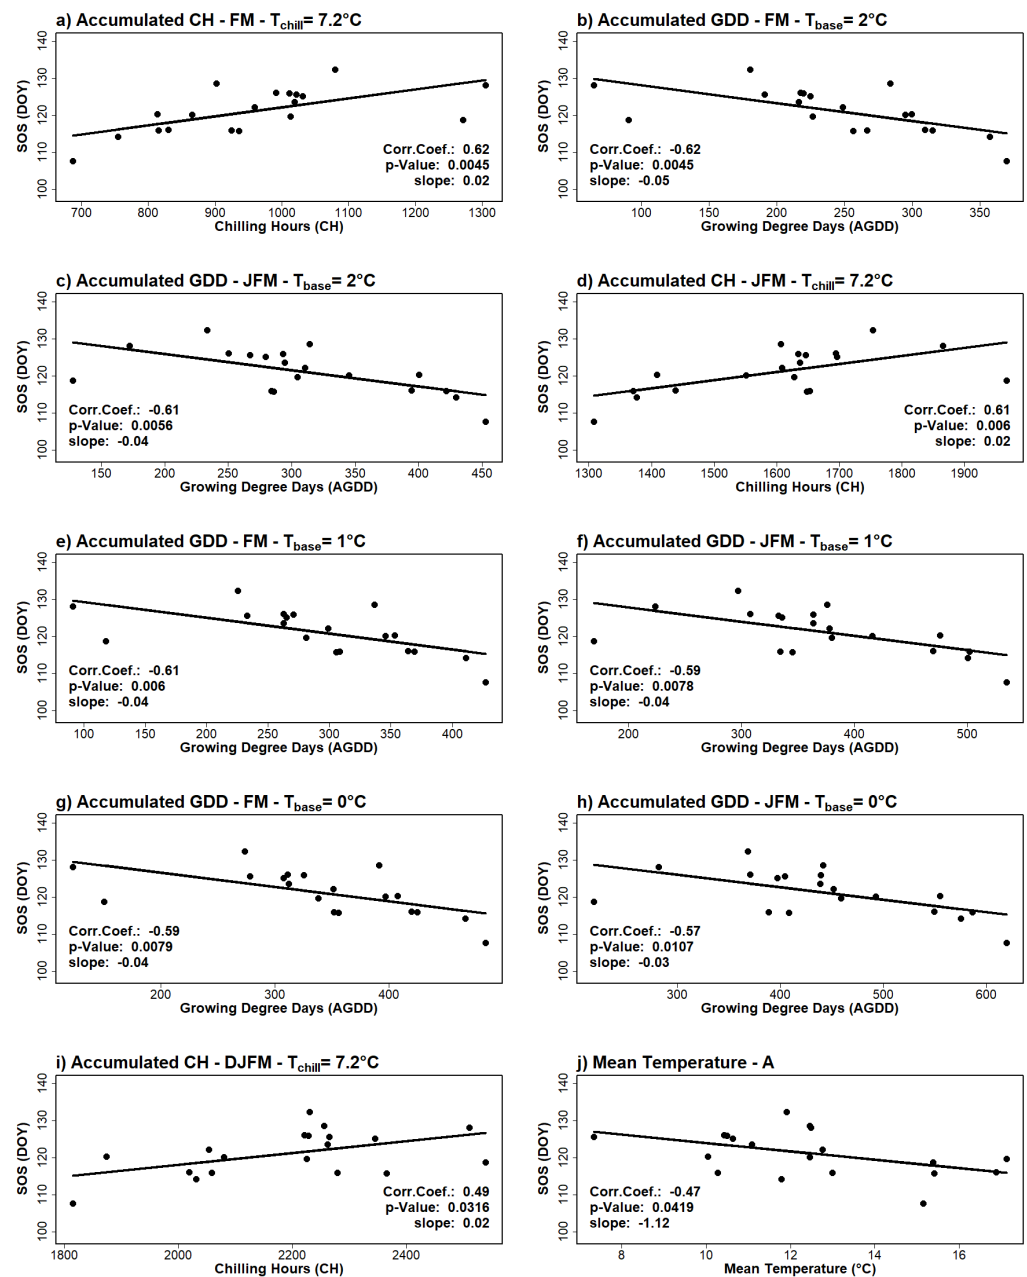 a) Accumulated CH - FM - Tchill= 7.2°C
SOS (DOY)
100 110 120 130 140
Corr.Coef.: 0.62
p-Value: 0.0045
slope: 0.02
700 800 900 1000 1100 1200 1300
Chilling Hours (CH)
b) Accumulated GDD - FM - Tbase= 2°C
SOS (DOY)
100 110 120 130 140
Corr.Coef.: -0.62
p-Value: 0.0045
slope: -0.05
100 150 200 250 300 350
Growing Degree Days (AGDD)
c) Accumulated GDD - JFM - Tbase= 2°C
SOS (DOY)
100 110 120 130 140
Corr.Coef.: -0.61
p-Value: 0.0056
slope: -0.04
150 200 250 300 350 400 450
Growing Degree Days (AGDD)
d) Accumulated CH - JFM - Tchill= 7.2°C
SOS (DOY)
100 110 120 130 140
Corr.Coef.: 0.61
p-Value: 0.006
slope: 0.02
1300 1400 1500 1600 1700 1800 1900
Chilling Hours (CH)
e) Accumulated GDD - FM - Tbase= 1°C
SOS (DOY)
100 110 120 130 140
Corr.Coef.: -0.61
p-Value: 0.006
slope: -0.04
100 150 200 250 300 350 400
Growing Degree Days (AGDD)
f) Accumulated GDD - JFM - Tbase= 1°C
SOS (DOY)
100 110 120 130 140
Corr.Coef.: -0.59
p-Value: 0.0078
slope: -0.04
200 300 400 500
Growing Degree Days (AGDD)
g) Accumulated GDD - FM - Tbase= 0°C
SOS (DOY)
100 110 120 130 140
Corr.Coef.: -0.59
p-Value: 0.0079
slope: -0.04
200 300 400
Growing Degree Days (AGDD)
h) Accumulated GDD - JFM - Tbase= 0°C
SOS (DOY)
100 110 120 130 140
Corr.Coef.: -0.57
p-Value: 0.0107
slope: -0.03
300 400 500 600
Growing Degree Days (AGDD)
i) Accumulated CH - DJFM - Tchill= 7.2°C
SOS (DOY)
100 110 120 130 140
Corr.Coef.: 0.49
p-Value: 0.0316
slope: 0.02
1800 2000 2200 2400
Chilling Hours (CH)
j) Mean Temperature - A
SOS (DOY)
100 110 120 130 140
Corr.Coef.: -0.47
p-Value: 0.0419
slope: -1.12
8 10 12 14 16
Mean Temperature (°C)